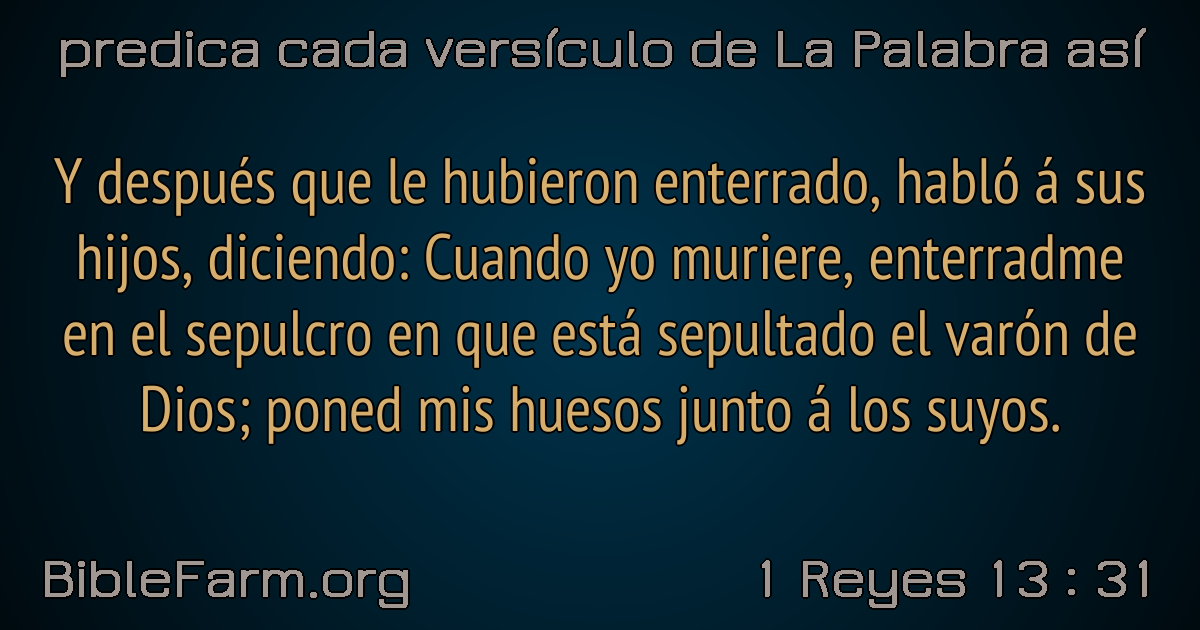 predica cada versículo de La Palabra así
Y después que le hubieron enterrado, habló á sus
hijos, diciendo: Cuando yo muriere, enterradme
en el sepulcro en que está sepultado el varón de
Dios; poned mis huesos junto á los suyos.
BibleFarm.org
1 Reyes 13 : 31